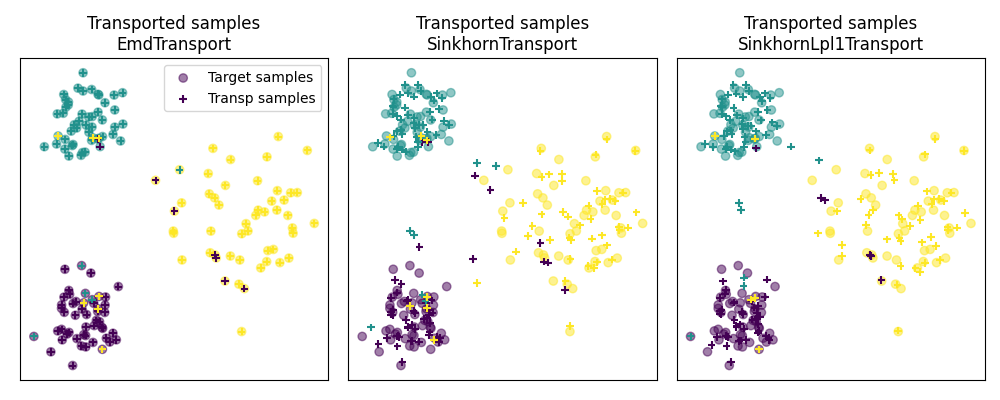 Transported samples
EmdTransport
Transported samples
SinkhornTransport
Transported samples
SinkhornLpl1Transport
Target samples
Transp samples